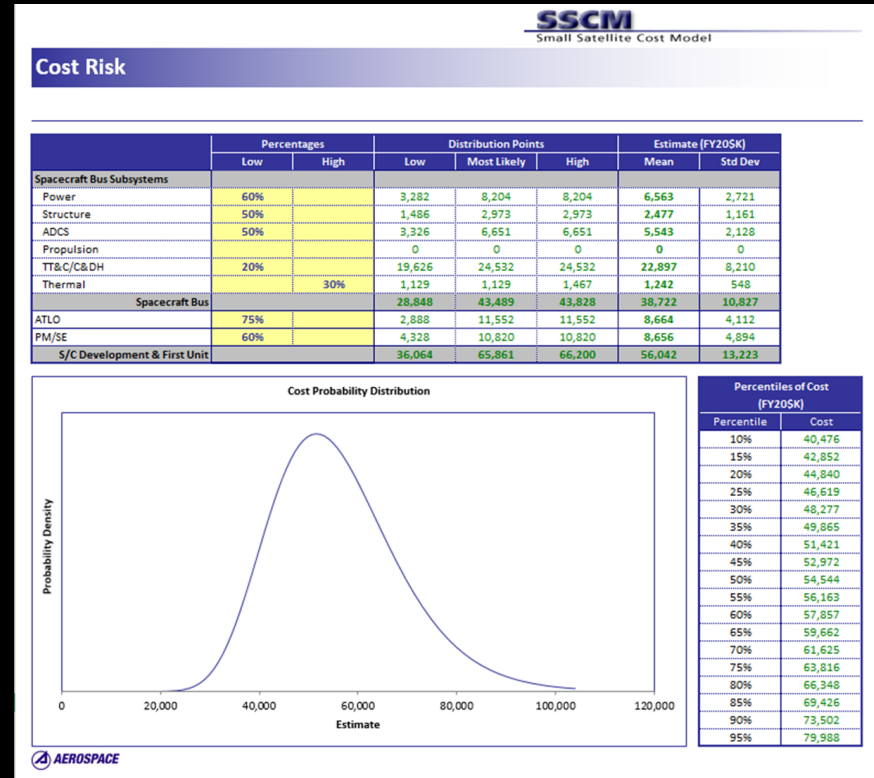 SSCM
Small Satellite Cost Model
Cost Risk
Percentages Distribution Points Estimate (FY20$K)
Low High Low Most Likely High Mean Std Dev
Spacecraft Bus Subsystems
Power 60% 3,282 8,204 8,204 6,563 2,721
Structure 50% 1,486 2,973 2,973 2,477 1,161
ADCS 50% 3,326 6,651 6,651 5,543 2,128
Propulsion 0 0 0 0 0
TT&C/C&DH 20% 19,626 24,532 24,532 22,897 8,210
Thermal 30% 1,129 1,129 1,467 1,242 548
Spacecraft Bus 28,848 43,489 43,828 38,722 10,827
ATLO 75% 2,888 11,552 11,552 8,664 4,112
PM/SE 60% 4,328 10,820 10,820 8,656 4,894
S/C Development & First Unit 36,064 65,861 66,200 56,042 13,223
Cost Probability Distribution
Probability Density
0 20,000 40,000 60,000 80,000 100,000 120,000
Estimate
Percentiles of Cost
(FY20$K)
Percentile Cost
10% 40,476
15% 42,852
20% 44,840
25% 46,619
30% 48,277
35% 49,865
40% 51,421
45% 52,972
50% 54,544
55% 56,163
60% 57,857
65% 59,662
70% 61,625
75% 63,816
80% 66,348
85% 69,426
90% 73,502
95% 79,988
AEROSPACE